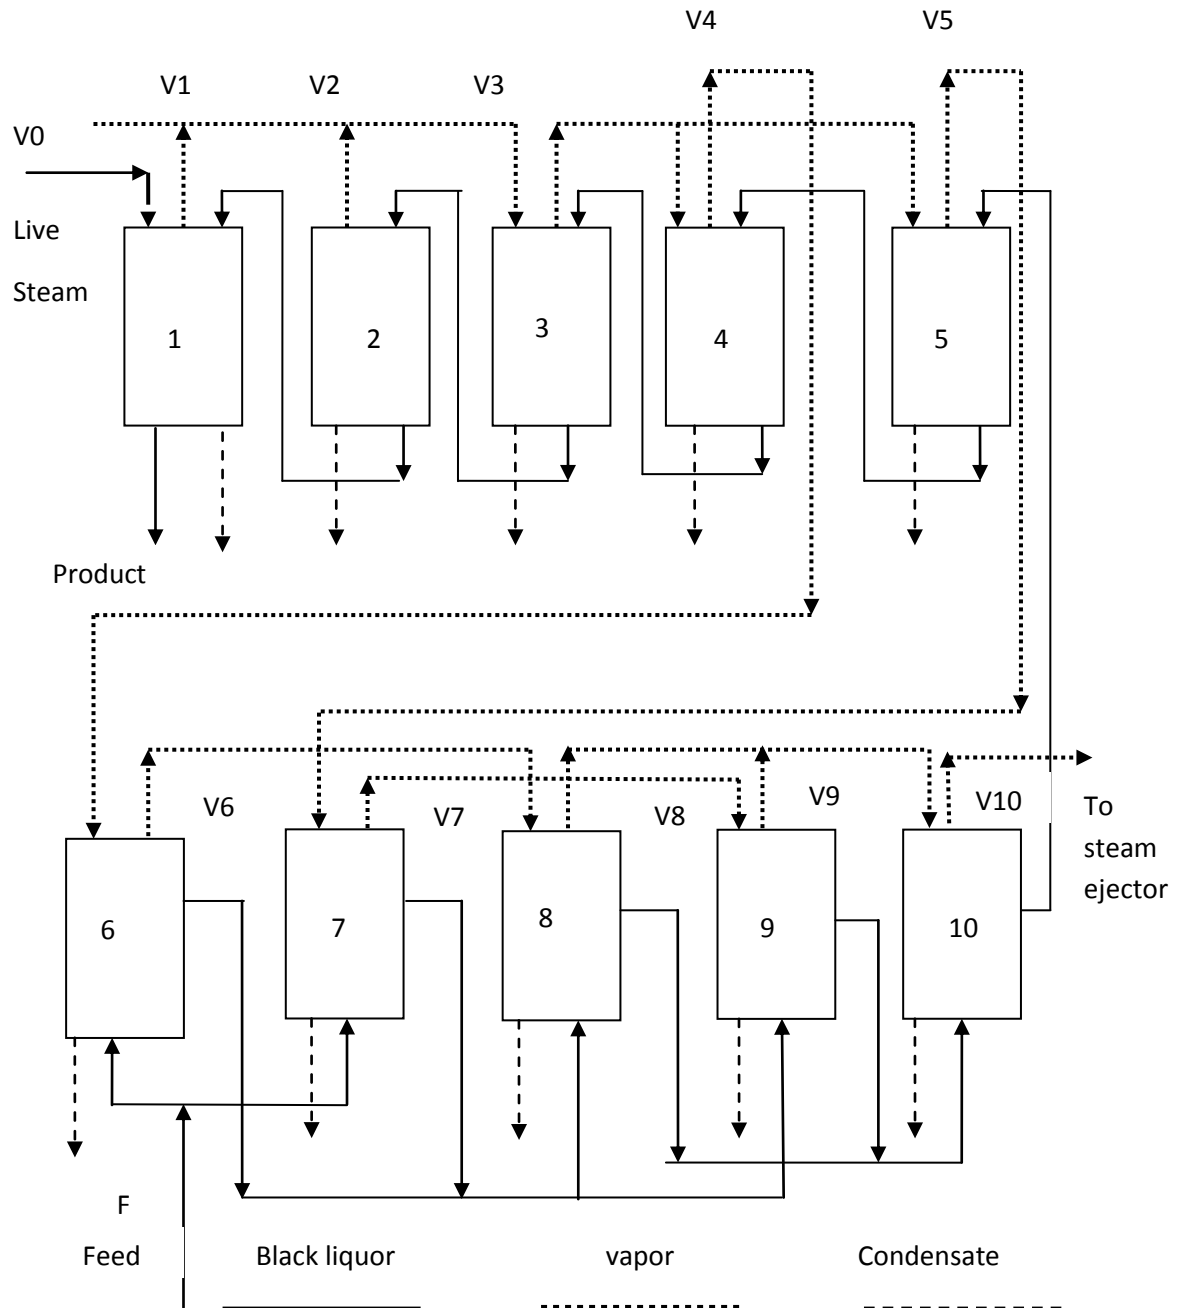 V4
V5
V1
V2
V3
V0
Live
Steam
1
2
3
4
5
Product
V6
V7
V8
V9
V10
To
steam
ejector
6
7
8
9
10
F
Feed
Black liquor
vapor
Condensate